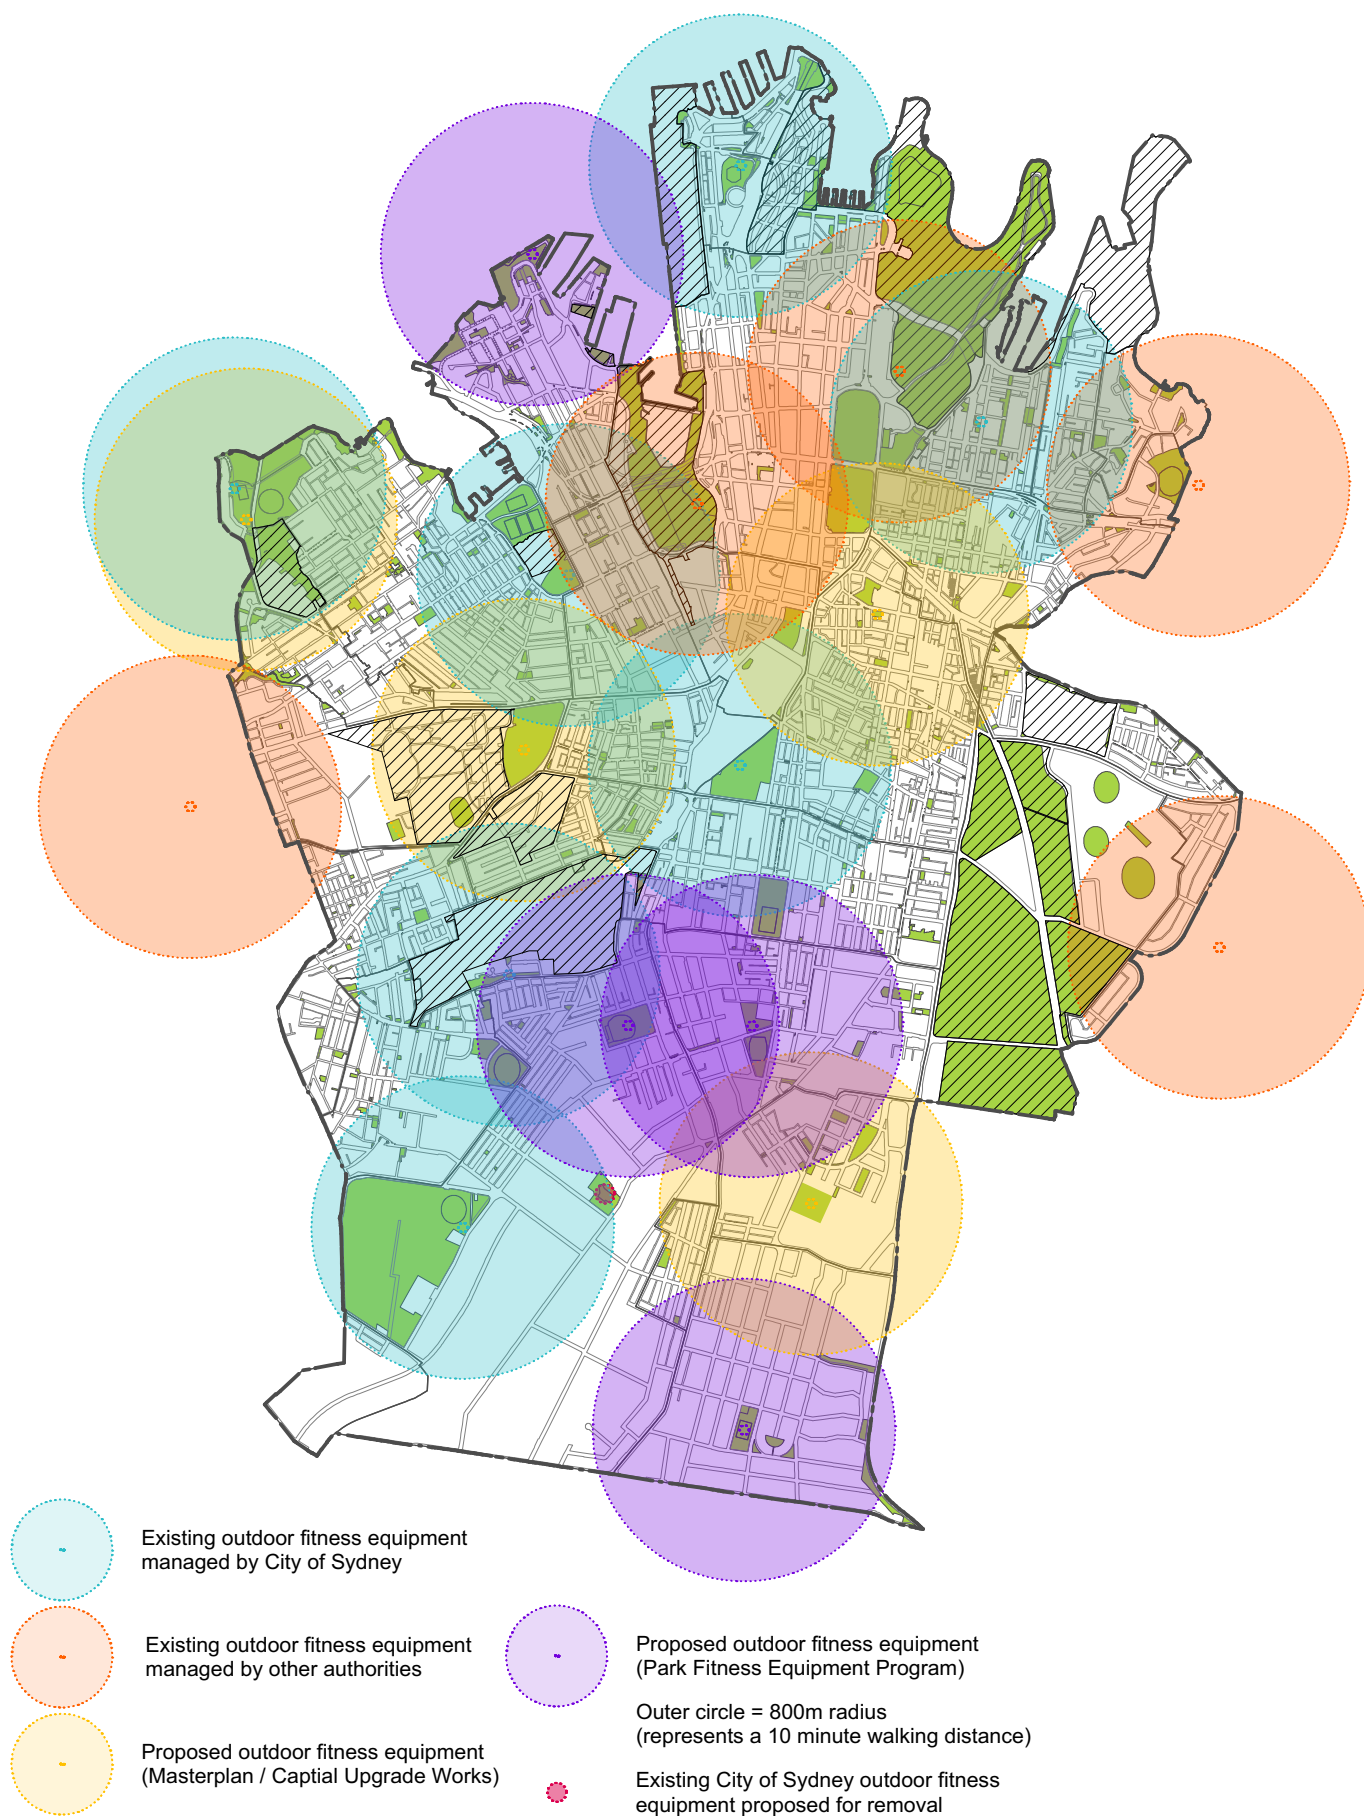 Existing outdoor fitness equipment
managed by City of Sydney
Existing outdoor fitness equipment
managed by other authorities
Proposed outdoor fitness equipment
(Masterplan / Captial Upgrade Works)
Proposed outdoor fitness equipment
(Park Fitness Equipment Program)
Outer circle = 800m radius
(represents a 10 minute walking distance)
Existing City of Sydney outdoor fitness
equipment proposed for removal